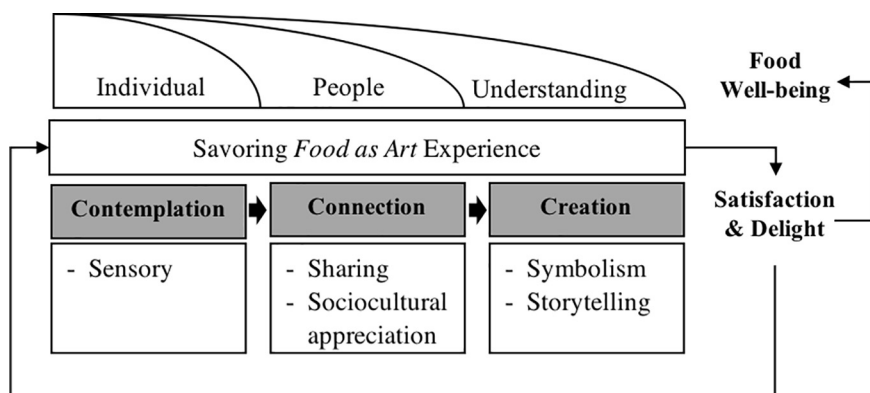 Individual
People
Understanding
Food
Well-being
Savoring Food as Art Experience
Contemplation
- Sensory
Connection
- Sharing
- Sociocultural
appreciation
Creation
- Symbolism
- Storytelling
Satisfaction
& Delight